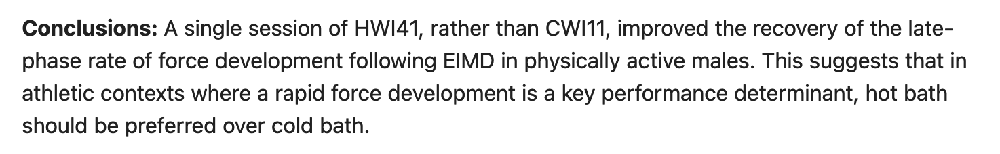 Conclusions: A single session of HWI41, rather than CWI11, improved the recovery of the late-
phase rate of force development following EIMD in physically active males. This suggests that in
athletic contexts where a rapid force development is a key performance determinant, hot bath
should be preferred over cold bath.